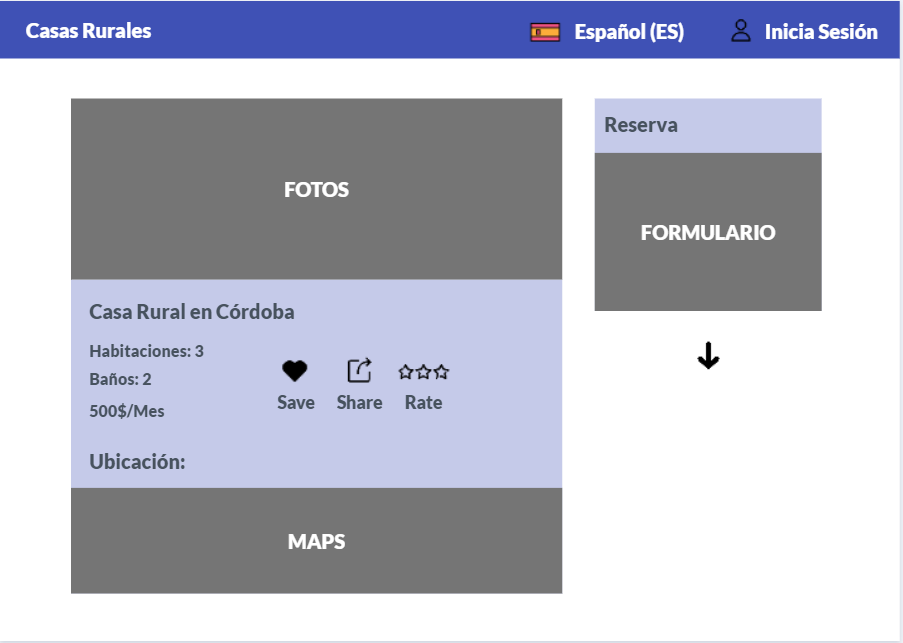 Casas Rurales
Español (ES)
Inicia Sesión
FOTOS
Casa Rural en Córdoba
Habitaciones: 3
Baños: 2
500$/Mes
Save
Share
Rate
Ubicación:
MAPS
Reserva
FORMULARIO